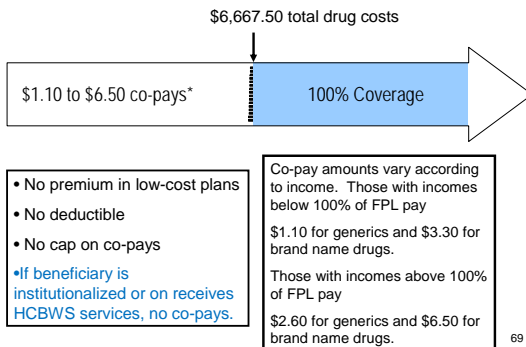 $6,667.50 total drug costs
$1.10 to $6.50 co-pays*
100% Coverage
• No premium in low-cost plans
• No deductible
• No cap on co-pays
•If beneficiary is
institutionalized or on receives
HCBWS services, no co-pays.
Co-pay amounts vary according
to income. Those with incomes
below 100% of FPL pay
$1.10 for generics and $3.30 for
brand name drugs.
Those with incomes above 100%
of FPL pay
$2.60 for generics and $6.50 for
brand name drugs.
69